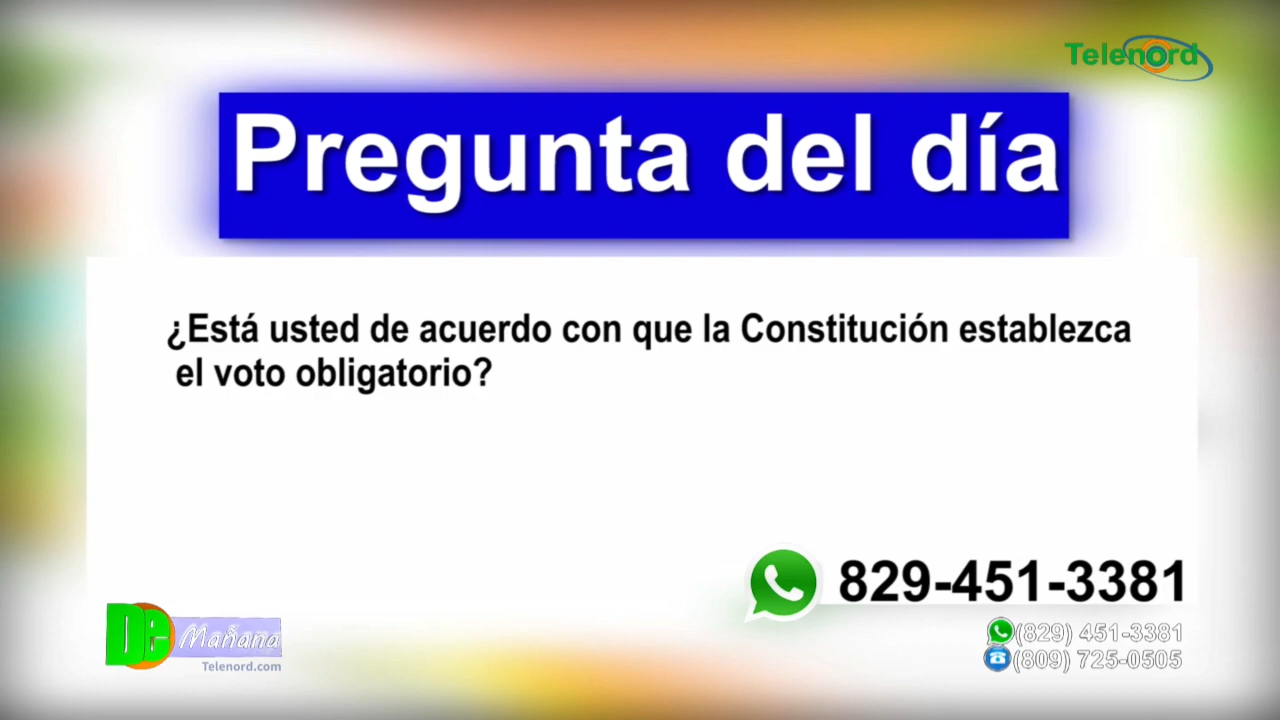 Telenord
Pregunta del día
¿Está usted de acuerdo con que la Constitución establezca
el voto obligatorio?
829-451-3381
De Mañana
Telenord.com
(829) 451-3381
(809) 725-0505